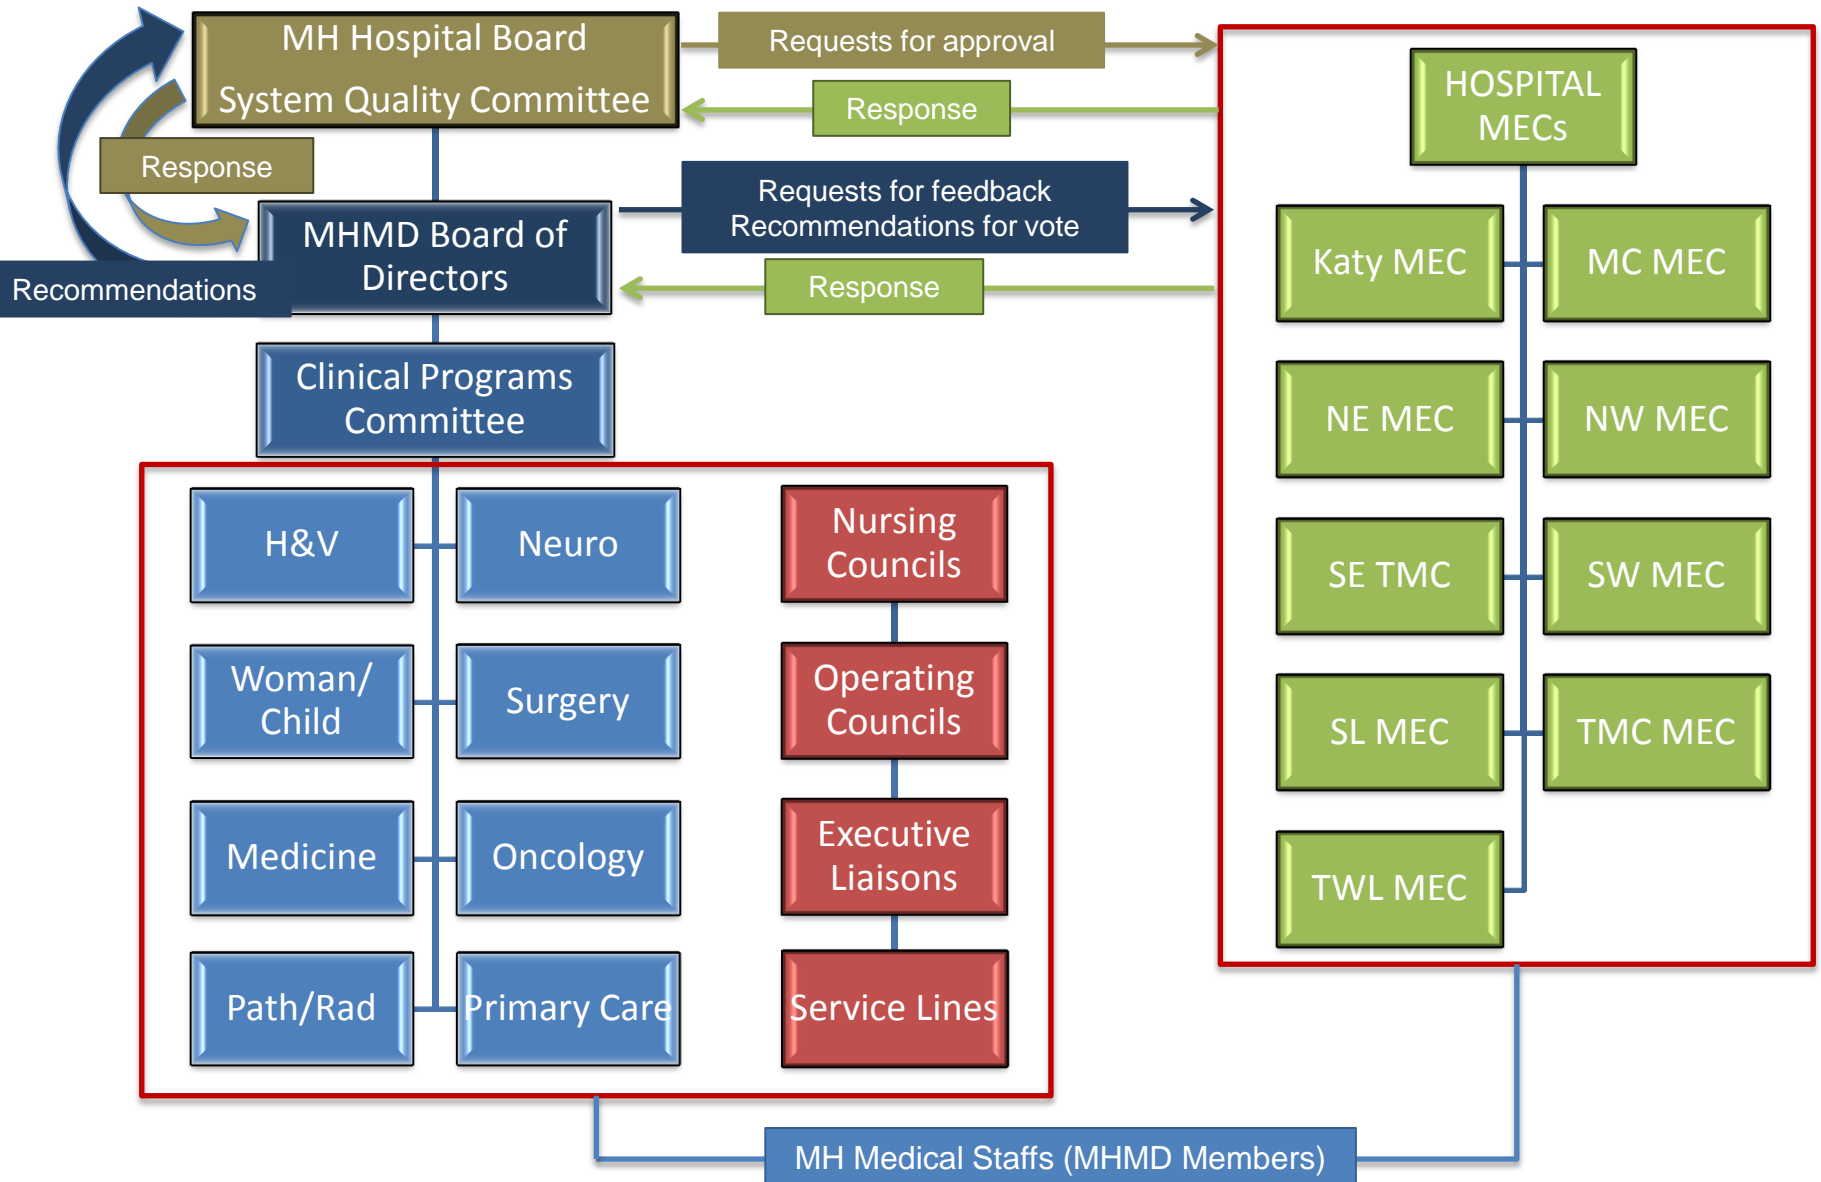 MH Hospital Board
System Quality Committee
Requests for approval
Response
Response
MHMD Board of
Directors
Recommendations
Requests for feedback
Recommendations for vote
Response
Clinical Programs
Committee
H&V
Neuro
Woman/
Child
Surgery
Medicine
Oncology
Path/Rad
Primary Care
Nursing
Councils
Operating
Councils
Executive
Liaisons
Service Lines
HOSPITAL
MECs
Katy MEC
MC MEC
NE MEC
NW MEC
SE TMC
SW MEC
SL MEC
TMC MEC
TWL MEC
MH Medical Staffs (MHMD Members)